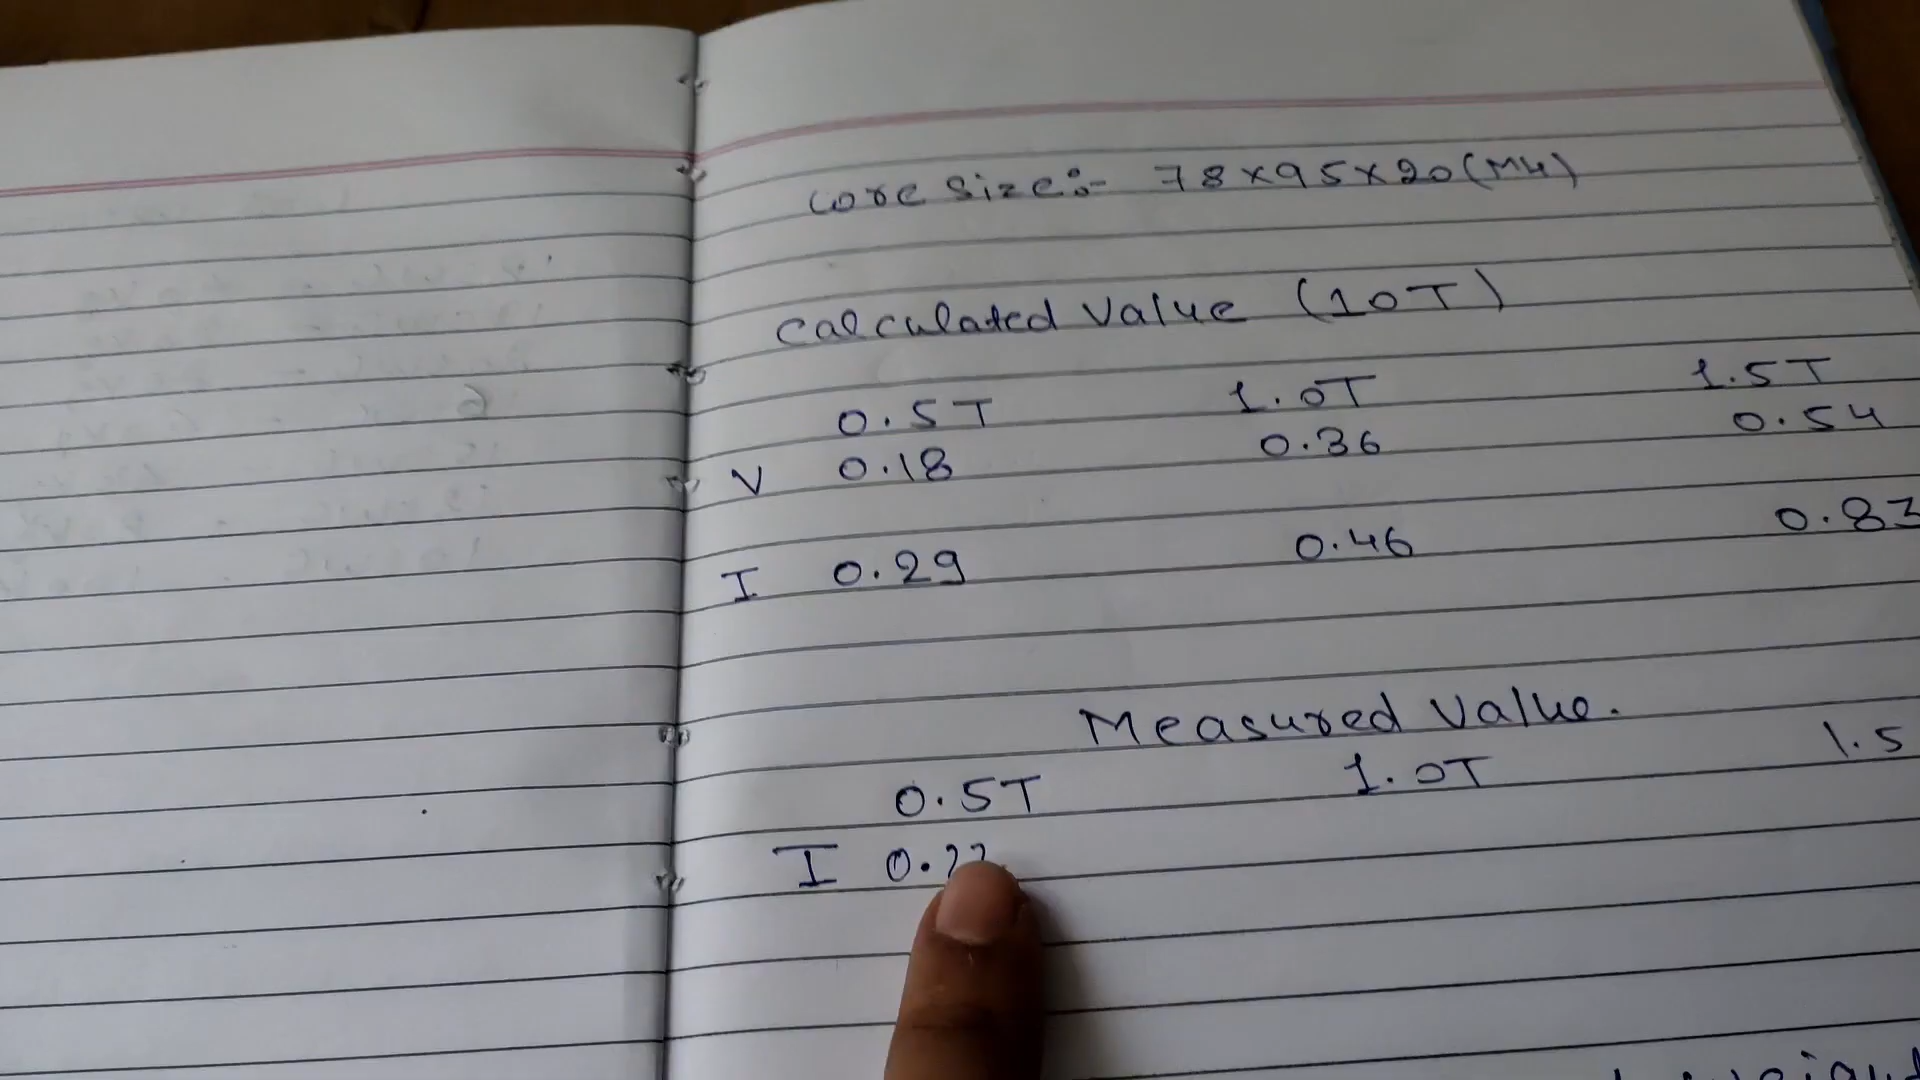 Core Size:- 78x95x20(M4)
Calculated Value (10T)
0.5T 1.0T 1.5T
V 0.18 0.36 0.54
I 0.29 0.46 0.83
Measured Value.
0.5T 1.0T 1.5
I